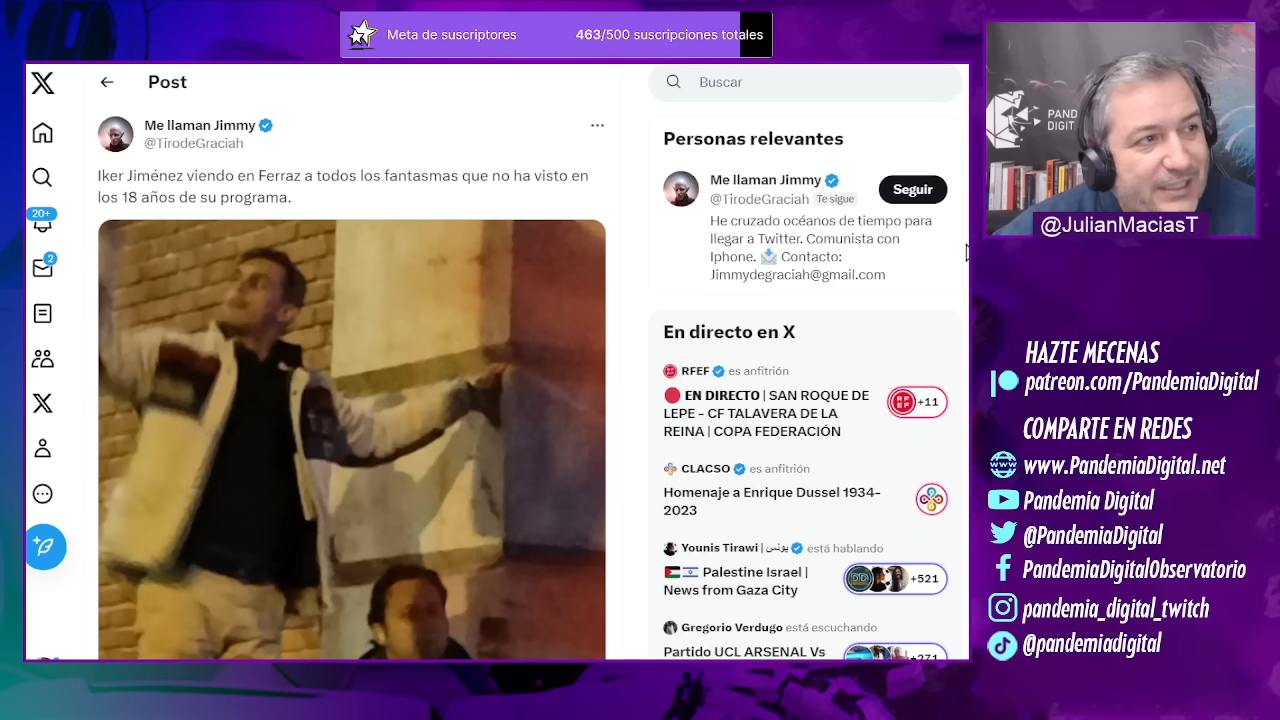 Meta de suscriptores
463/500 suscripciones totales
Post
Buscar
Me llaman Jimmy
@TirodeGraciah
Iker Jiménez viendo en Ferraz a todos los fantasmas que no ha visto en
los 18 años de su programa.
20+
2
Personas relevantes
Me llaman Jimmy
@TirodeGraciah Te sigue
Seguir
He cruzado océanos de tiempo para
llegar a Twitter. Comunista con
Iphone. 📩 Contacto:
Jimmydegraciah@gmail.com
En directo en X
RFEF es anfitrión
🔴 EN DIRECTO | SAN ROQUE DE
LEPE - CF TALAVERA DE LA
REINA | COPA FEDERACIÓN
+11
CLACSO es anfitrión
Homenaje a Enrique Dussel 1934-
2023
Younis Tirawi | يونس está hablando
🇵🇸🇮🇱 Palestine Israel |
News from Gaza City
+521
Gregorio Verdugo está escuchando
Partido UCL ARSENAL Vs
+271
PAND
DIGIT
@JulianMaciasT
HAZTE MECENAS
patreon.com/PandemiaDigital
COMPARTE EN REDES
www.PandemiaDigital.net
Pandemia Digital
@PandemiaDigital
PandemiaDigitalObservatorio
pandemia_digital_twitch
@pandemiadigital